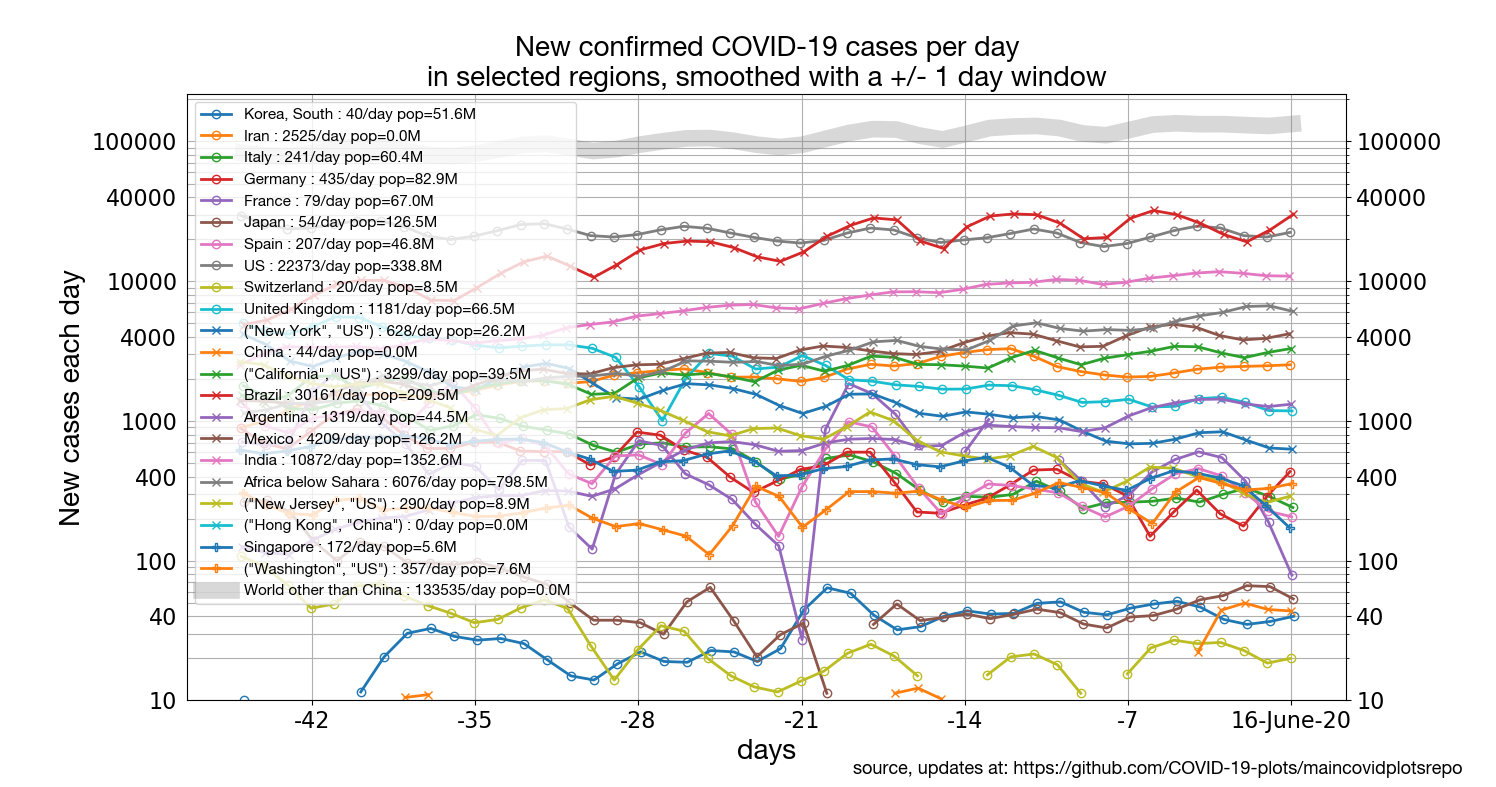 New confirmed COVID-19 cases per day
in selected regions, smoothed with a +/- 1 day window
New cases each day
100000
40000
10000
4000
1000
400
100
40
10
Korea, South : 40/day pop=51.6M
Iran : 2525/day pop=0.0M
Italy : 241/day pop=60.4M
Germany : 435/day pop=82.9M
France : 79/day pop=67.0M
Japan : 54/day pop=126.5M
Spain : 207/day pop=46.8M
US : 22373/day pop=338.8M
Switzerland : 20/day pop=8.5M
United Kingdom : 1181/day pop=66.5M
("New York", "US") : 628/day pop=26.2M
China : 44/day pop=0.0M
("California", "US") : 3299/day pop=39.5M
Brazil : 30161/day pop=209.5M
Argentina : 1319/day pop=44.5M
Mexico : 4209/day pop=126.2M
India : 10872/day pop=1352.6M
Africa below Sahara : 6076/day pop=798.5M
("New Jersey", "US") : 290/day pop=8.9M
("Hong Kong", "China") : 0/day pop=0.0M
Singapore : 172/day pop=5.6M
("Washington", "US") : 357/day pop=7.6M
World other than China : 133535/day pop=0.0M
100000
40000
10000
4000
1000
400
100
40
10
-42 -35 -28 -21 -14 -7 16-June-20
days
source, updates at: https://github.com/COVID-19-plots/maincovidplotsrepo